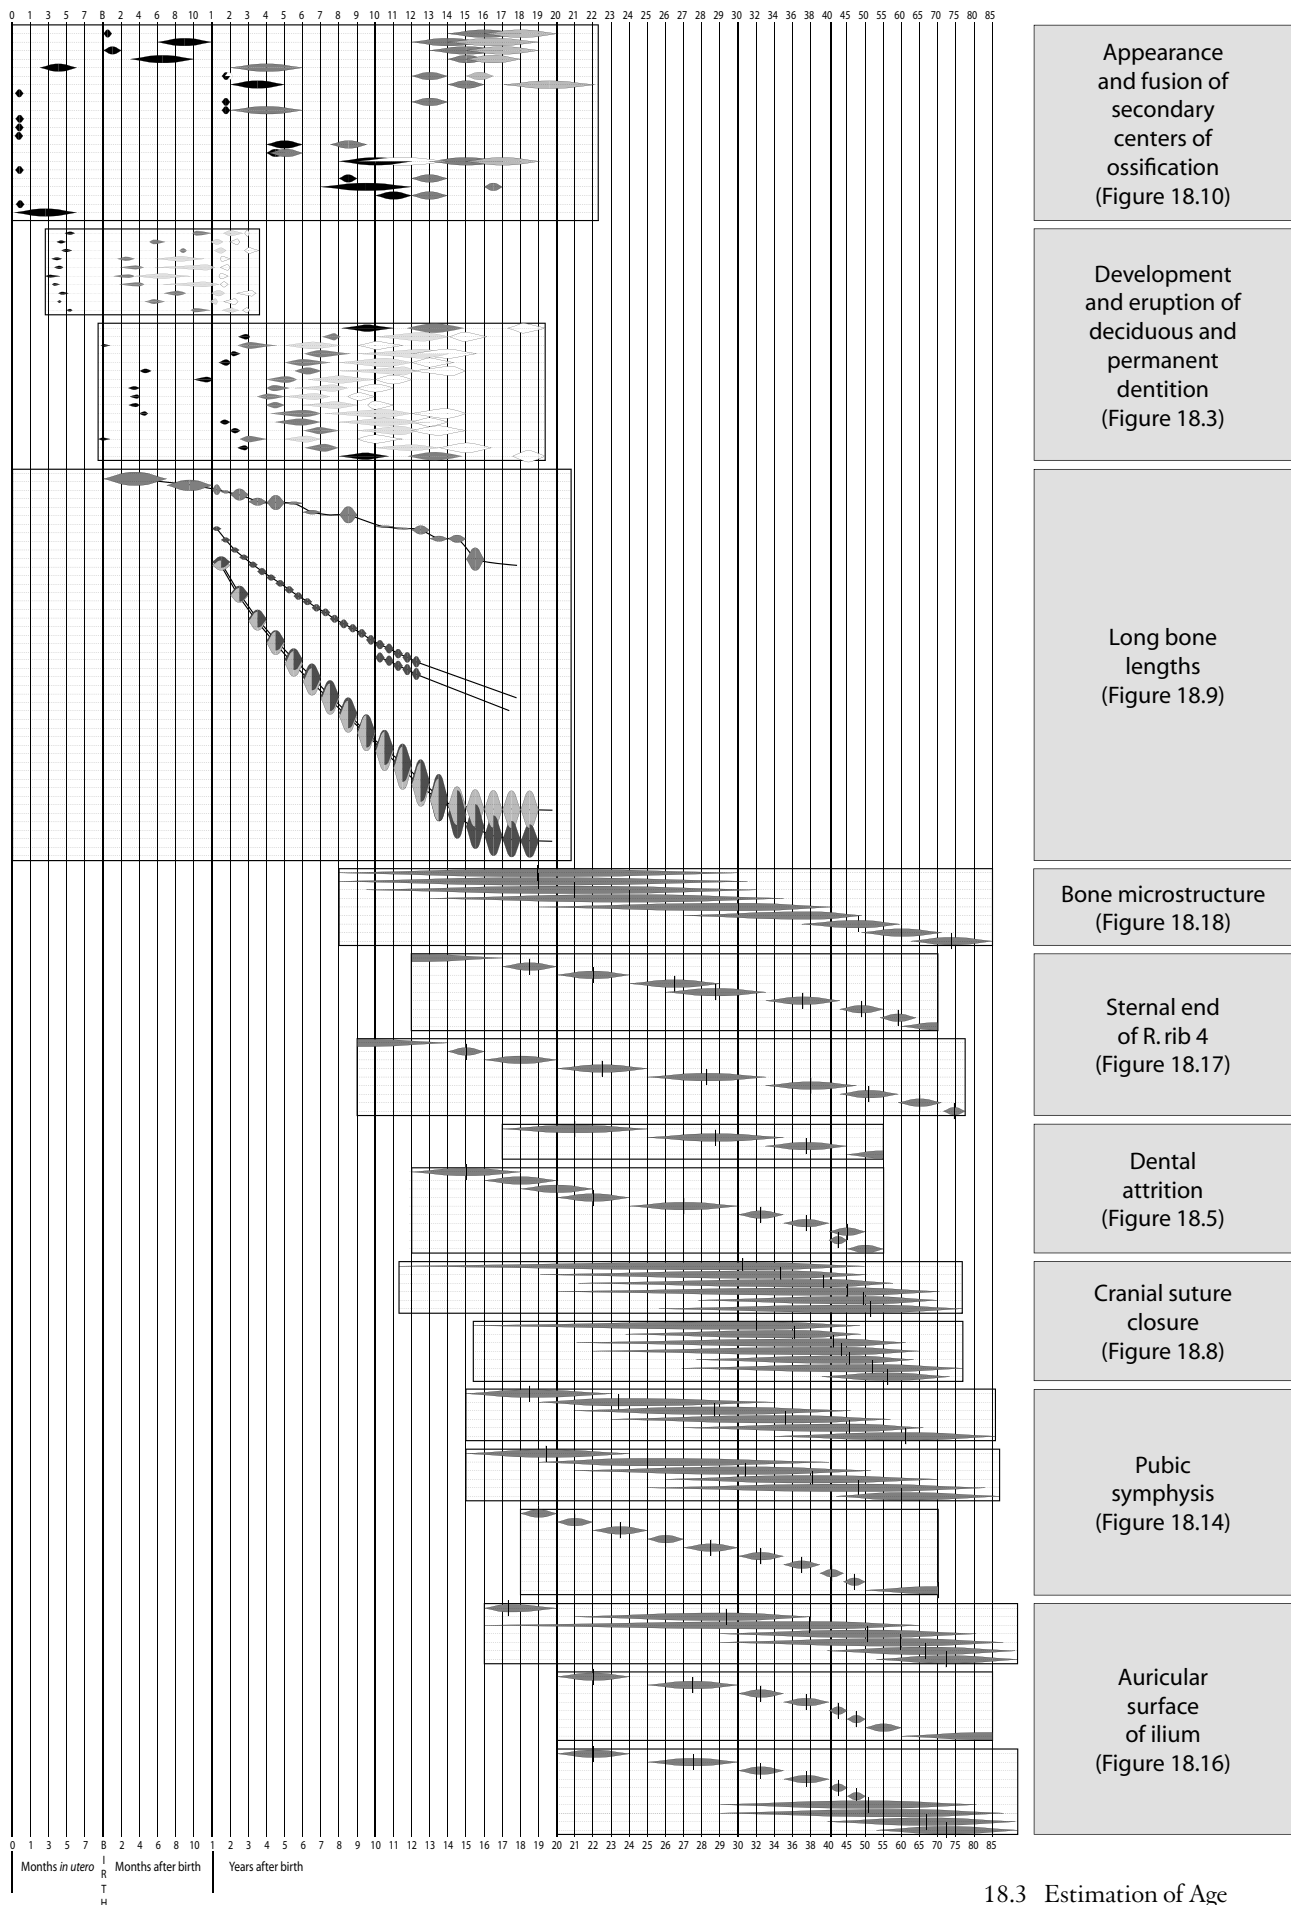 0 1 3 5 7 B 2 4 6 8 10 1 2 3 4 5 6 7 8 9 10 11 12 13 14 15 16 17 18 19 20 21 22 23 24 25 26 27 28 29 30 32 34 36 38 40 45 50 55 60 65 70 75 80 85
Appearance
and fusion of
secondary
centers of
ossification
(Figure 18.10)
Development
and eruption of
deciduous and
permanent
dentition
(Figure 18.3)
Long bone
lengths
(Figure 18.9)
Bone microstructure
(Figure 18.18)
Sternal end
of R. rib 4
(Figure 18.17)
Dental
attrition
(Figure 18.5)
Cranial suture
closure
(Figure 18.8)
Pubic
symphysis
(Figure 18.14)
Auricular
surface
of ilium
(Figure 18.16)
0 1 3 5 7 B 2 4 6 8 10 1 2 3 4 5 6 7 8 9 10 11 12 13 14 15 16 17 18 19 20 21 22 23 24 25 26 27 28 29 30 32 34 36 38 40 45 50 55 60 65 70 75 80 85
I
R
T
H
Months in utero
Months after birth
Years after birth
18.3 Estimation of Age